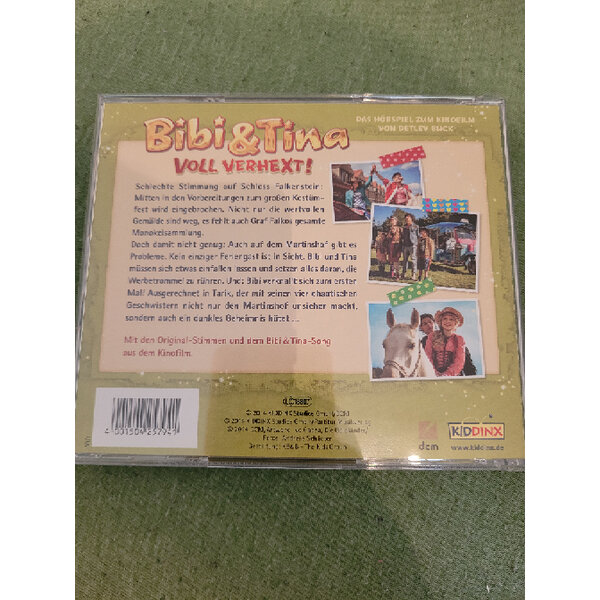 Bibi & Tina
VOLL VERHEXT!
DAS HÖRSPIEL ZUM KINOFILM
VON DETLEV BUCK
Schlechte Stimmung auf Schloss Falkenstein:
Mitten in den Vorbereitungen zum großen Kostüm-
fest wird eingebrochen. Nicht nur die wertvollen
Gemälde sind weg, es fehlt auch Graf Falkos gesamte
Monokelsammlung.
Doch damit nicht genug: Auch auf dem Martinshof gibt es
Probleme. Kein einziger Feriengast ist in Sicht. Bibi und Tina
müssen sich etwas einfallen lassen und setzen alles daran, die
Werbetrommel zu rühren. Und: Bibi verknallt sich zum ersten
Mal! Ausgerechnet in Tarik, der mit seinen vier chaotischen
Geschwistern nicht nur den Martinshof unsicher macht,
sondern auch ein dunkles Geheimnis hütet ...
Mit den Original-Stimmen und dem Bibi & Tina-Song
aus dem Kinofilm.
dcm
KIDDINX
www.kiddinx.de